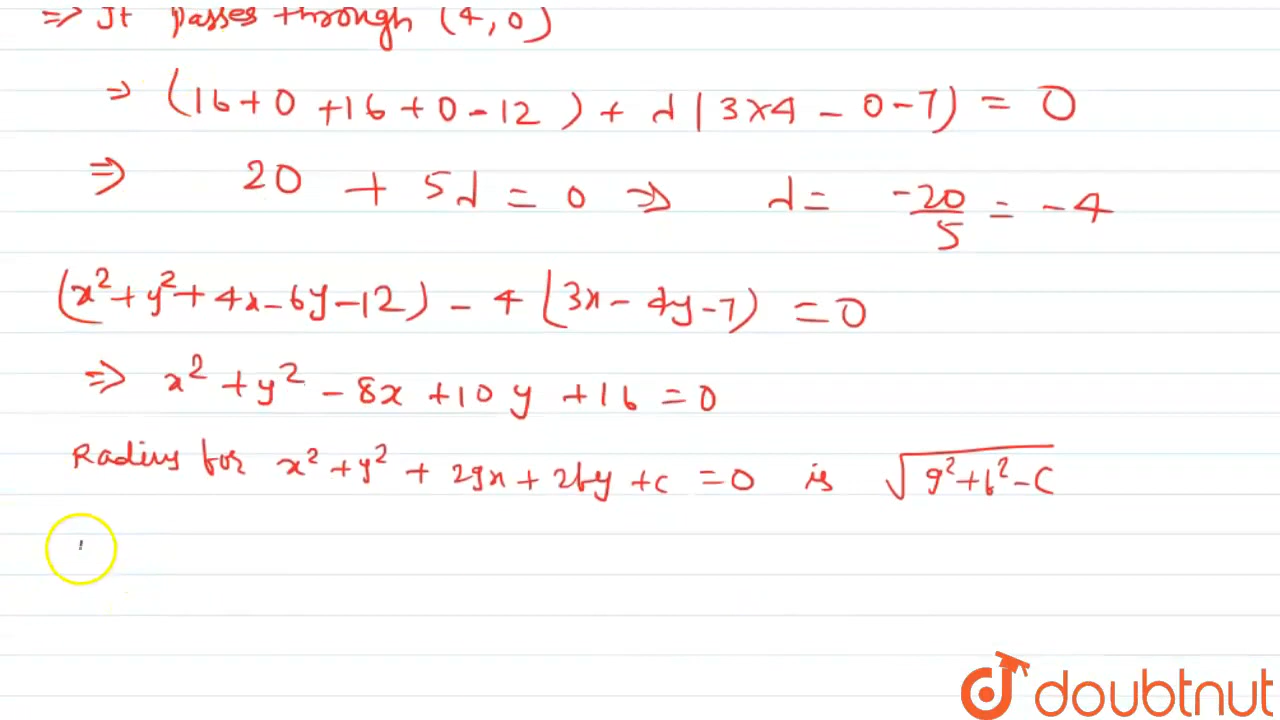 ⇒ It passes through (4, 0)
⇒ (16 + 0 + 16 + 0 - 12) + λ(3×4 - 0 - 7) = 0
⇒ 20 + 5λ = 0 ⇒ λ = -20/5 = -4
(x² + y² + 4x - 6y - 12) - 4(3x - 4y - 7) = 0
⇒ x² + y² - 8x + 10y + 16 = 0
Radius for x² + y² + 2gx + 2fy + c = 0 is √(g² + f² - c)
doubtnut